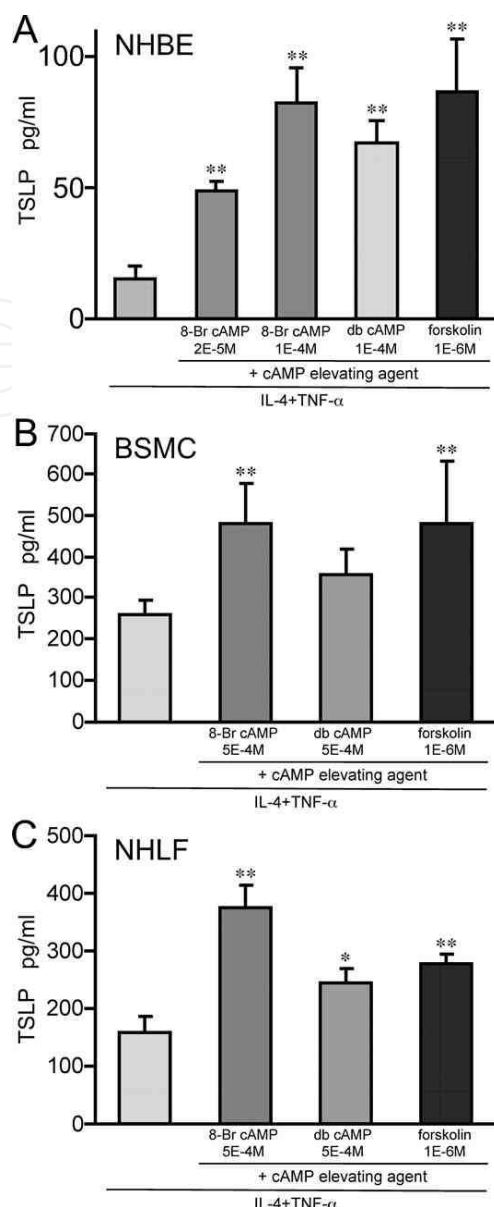 A
NHBE
TSLP pg/ml
100
50
0
**
**
**
**
8-Br cAMP 8-Br cAMP db cAMP forskolin
2E-5M 1E-4M 1E-4M 1E-6M
+ cAMP elevating agent
IL-4+TNF-α
B
BSMC
TSLP pg/ml
700
600
500
400
300
200
100
0
**
**
8-Br cAMP db cAMP forskolin
5E-4M 5E-4M 1E-6M
+ cAMP elevating agent
IL-4+TNF-α
C
NHLF
TSLP pg/ml
500
400
300
200
100
0
**
*
**
8-Br cAMP db cAMP forskolin
5E-4M 5E-4M 1E-6M
+ cAMP elevating agent
IL-4+TNF-α